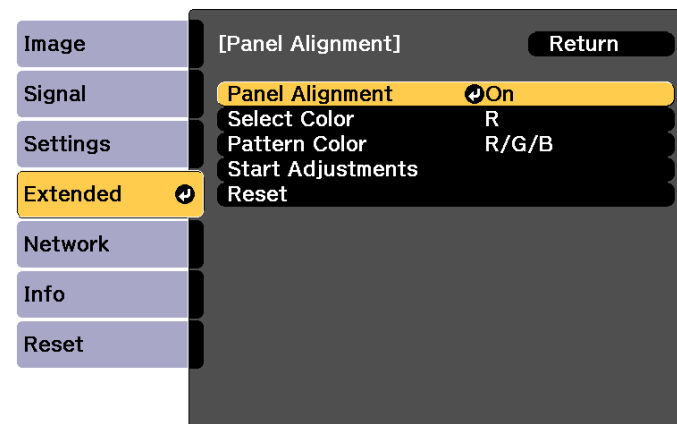 Image
Signal
Settings
Extended
Network
Info
Reset
[Panel Alignment] Return
Panel Alignment On
Select Color R
Pattern Color R/G/B
Start Adjustments
Reset